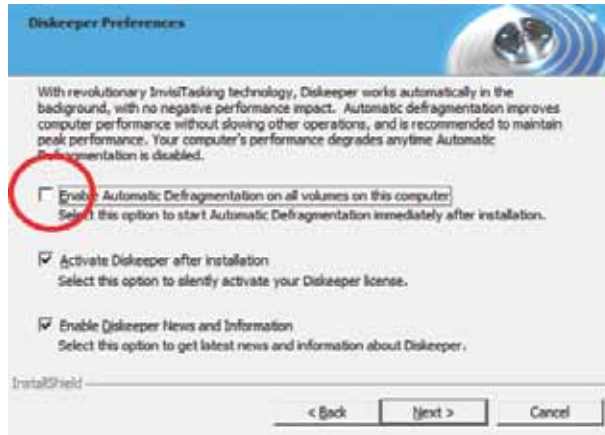 Diskeeper Preferences
With revolutionary InvisiTasking technology, Diskeeper works automatically in the
background, with no negative performance impact. Automatic defragmentation improves
computer performance without slowing other operations, and is recommended to maintain
peak performance. Your computer's performance degrades anytime Automatic
Defragmentation is disabled.
Enable Automatic Defragmentation on all volumes on this computer
Select this option to start Automatic Defragmentation immediately after installation.
Activate Diskeeper after installation
Select this option to silently activate your Diskeeper license.
Enable Diskeeper News and Information
Select this option to get latest news and information about Diskeeper.
InstallShield
< Back Next > Cancel